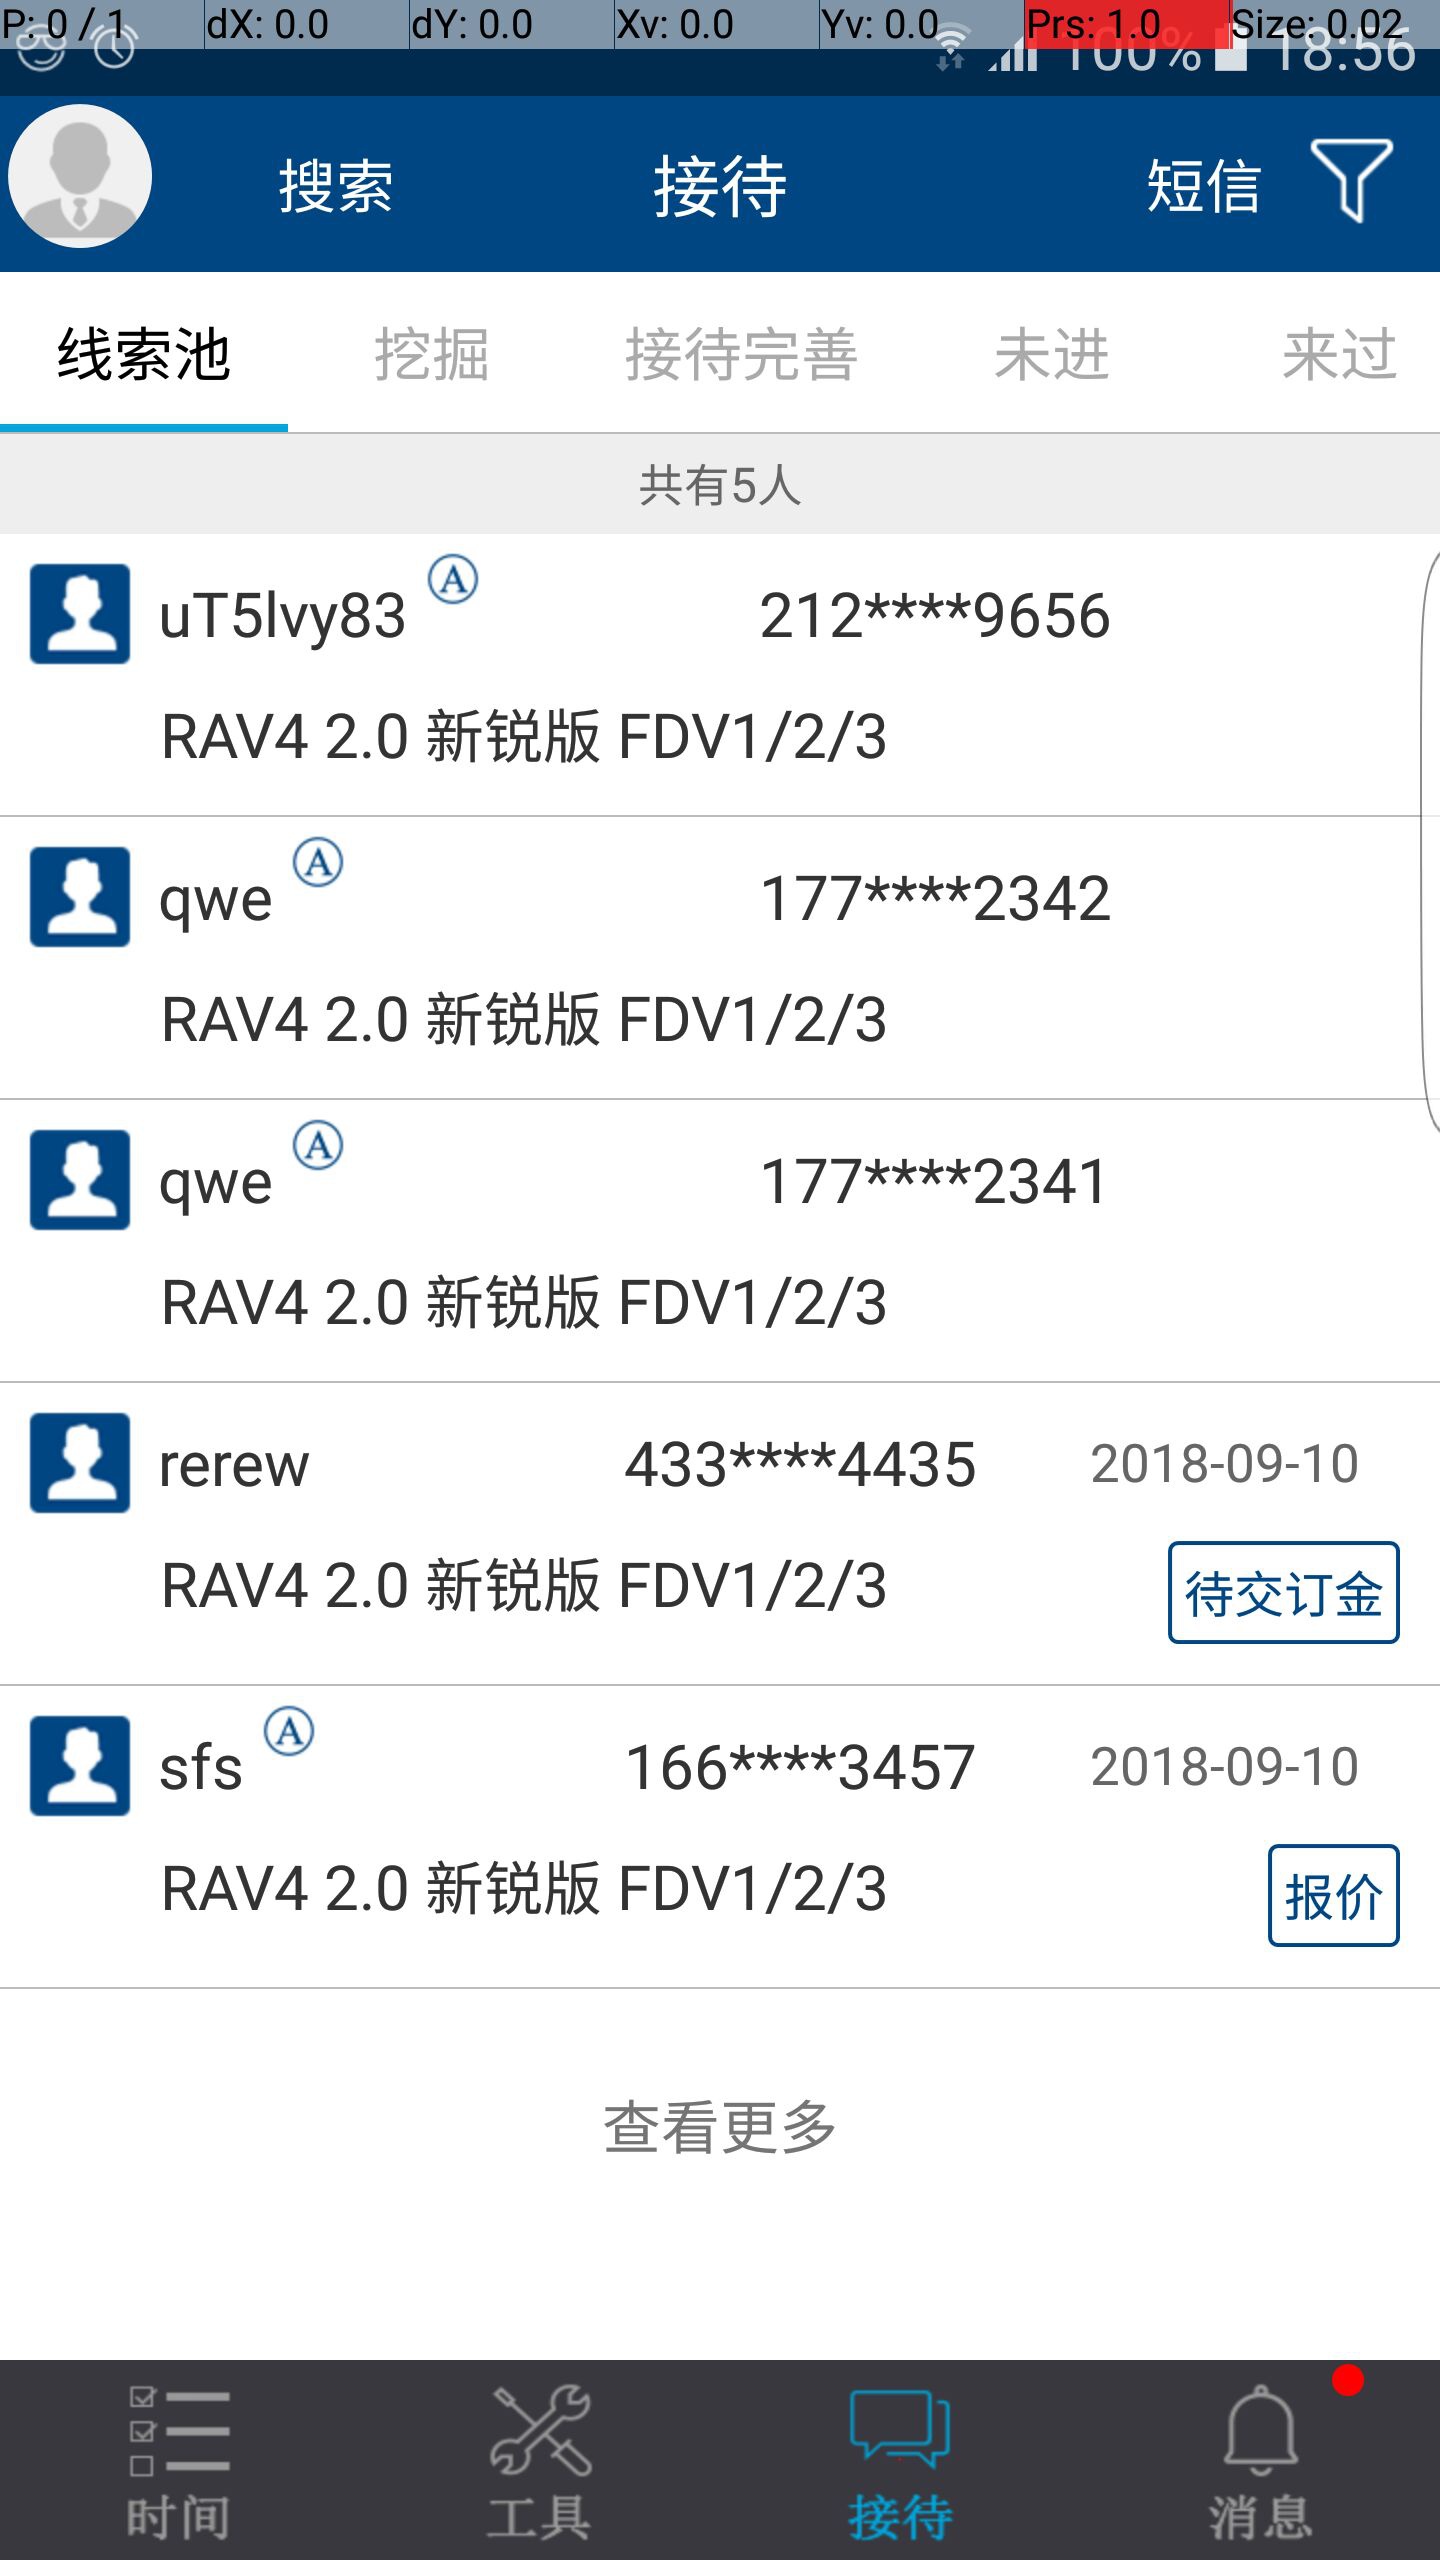 P: 0 / 1 dX: 0.0 dY: 0.0 Xv: 0.0 Yv: 0.0 Prs: 1.0 Size: 0.02
100% 18:56
搜索 接待 短信
线索池 挖掘 接待完善 未进 来过
共有5人
uT5lvy83 A 212****9656
RAV4 2.0 新锐版 FDV1/2/3
qwe A 177****2342
RAV4 2.0 新锐版 FDV1/2/3
qwe A 177****2341
RAV4 2.0 新锐版 FDV1/2/3
rerew 433****4435 2018-09-10
RAV4 2.0 新锐版 FDV1/2/3 待交订金
sfs A 166****3457 2018-09-10
RAV4 2.0 新锐版 FDV1/2/3 报价
查看更多
时间 工具 接待 消息